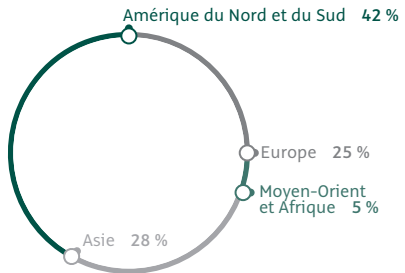 Amérique du Nord et du Sud 42 %
Europe 25 %
Moyen-Orient
et Afrique 5 %
Asie 28 %